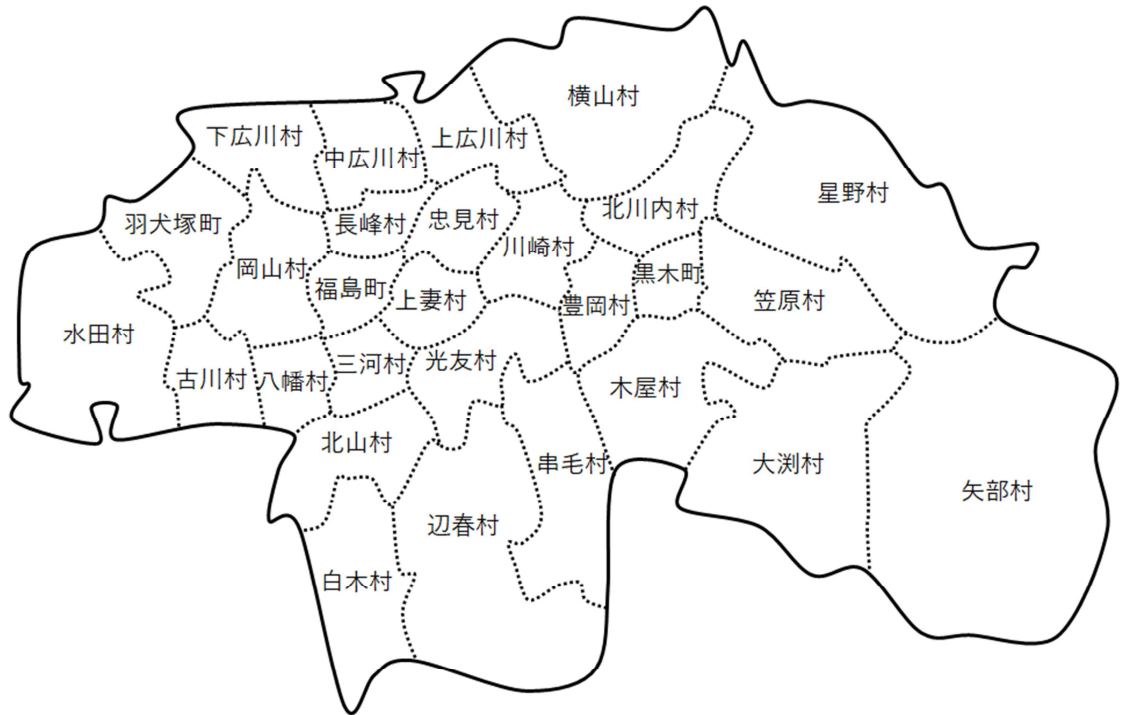 横山村
下広川村
中広川村
上広川村
星野村
羽犬塚町
長峰村
忠見村
北川内村
川崎村
岡山村
福島町
上妻村
豊岡村
黒木町
笠原村
水田村
古川村
八幡村
三河村
光友村
木屋村
北山村
串毛村
大渕村
矢部村
辺春村
白木村